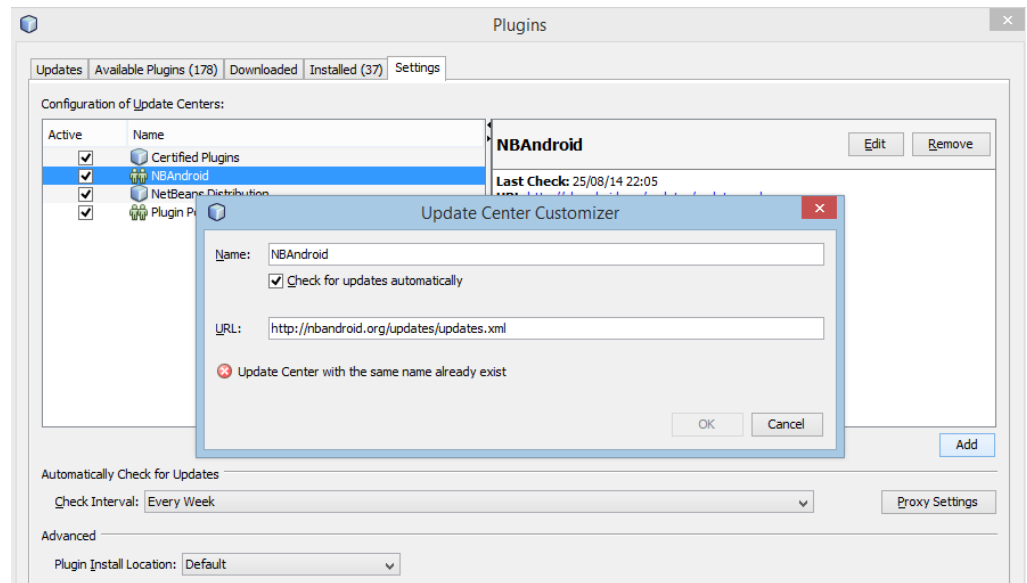 Plugins
Updates Available Plugins (178) Downloaded Installed (37) Settings
Configuration of Update Centers:
Active Name
Certified Plugins
NBAndroid
NetBeans Distribution
Plugin
NBAndroid
Edit Remove
Last Check: 25/08/14 22:05
Update Center Customizer
Name: NBAndroid
Check for updates automatically
URL: http://nbandroid.org/updates/updates.xml
Update Center with the same name already exist
OK Cancel
Add
Automatically Check for Updates
Check Interval: Every Week
Proxy Settings
Advanced
Plugin Install Location: Default